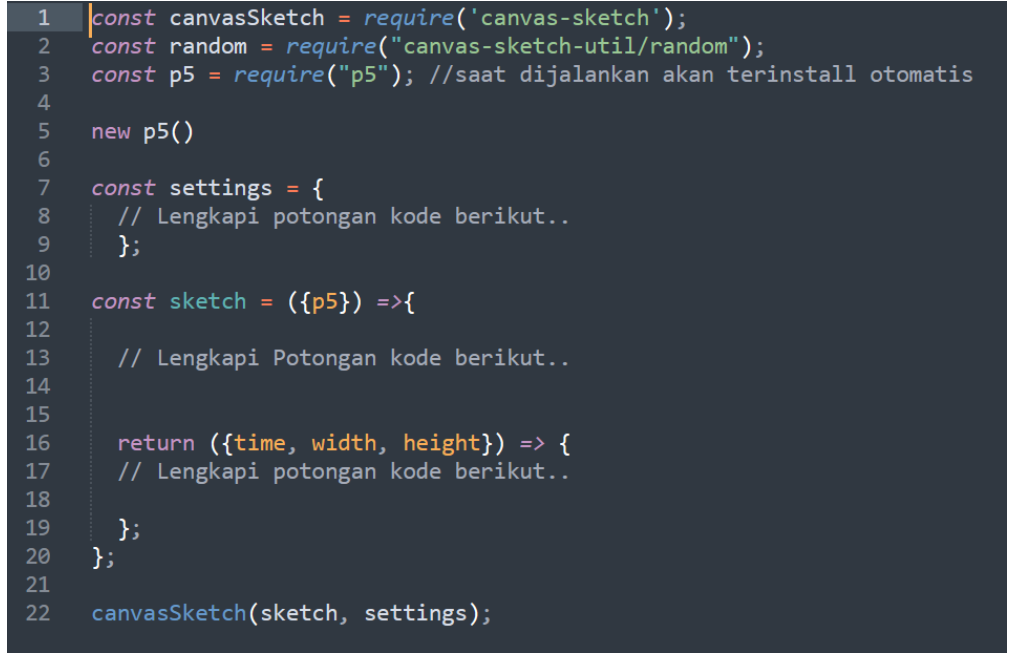 1 const canvasSketch = require('canvas-sketch');
2 const random = require("canvas-sketch-util/random");
3 const p5 = require("p5"); //saat dijalankan akan terinstall otomatis
4
5 new p5()
6
7 const settings = {
8 // Lengkapi potongan kode berikut..
9 };
10
11 const sketch = ({p5}) =>{
12
13 // Lengkapi Potongan kode berikut..
14
15
16 return ({time, width, height}) => {
17 // Lengkapi potongan kode berikut..
18
19 };
20 };
21
22 canvasSketch(sketch, settings);